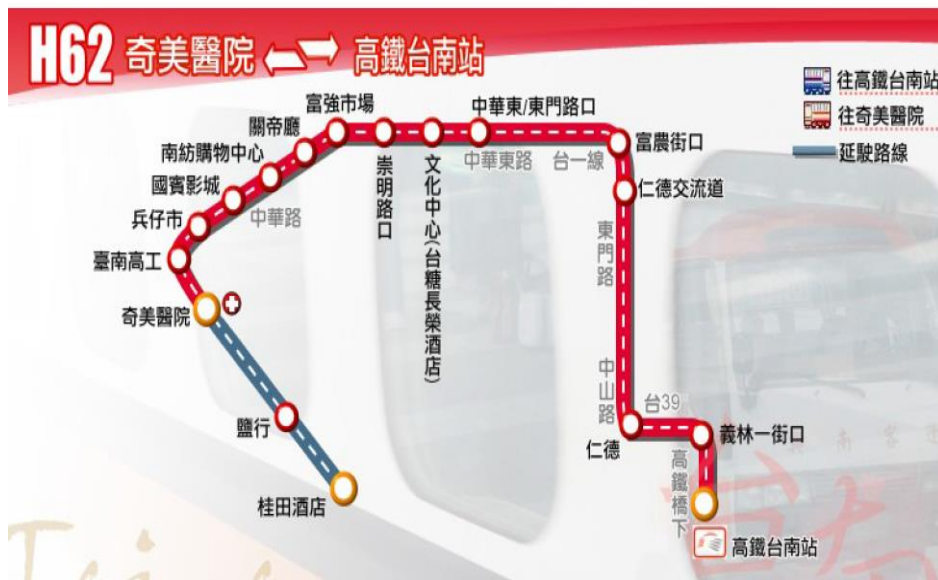 H62 奇美醫院 高鐵台南站
往高鐵台南站
往奇美醫院
延駛路線
富強市場
中華東/東門路口
關帝廳
南紡購物中心
國賓影城
兵仔市
臺南高工
奇美醫院
中華路
崇明路口
文化中心(台糖長榮酒店)
中華東路
台一線
富農街口
仁德交流道
東門路
中山路
台39
仁德
義林一街口
高鐵橋下
高鐵台南站
鹽行
桂田酒店